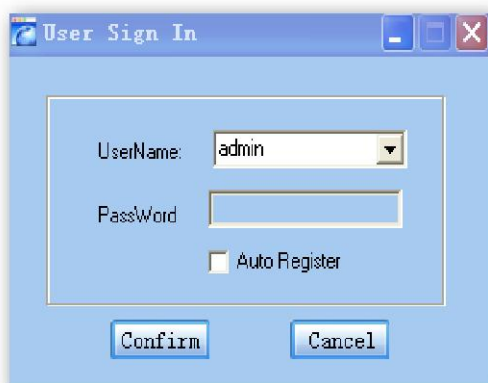 User Sign In
UserName:
admin
PassWord
Auto Register
Confirm
Cancel